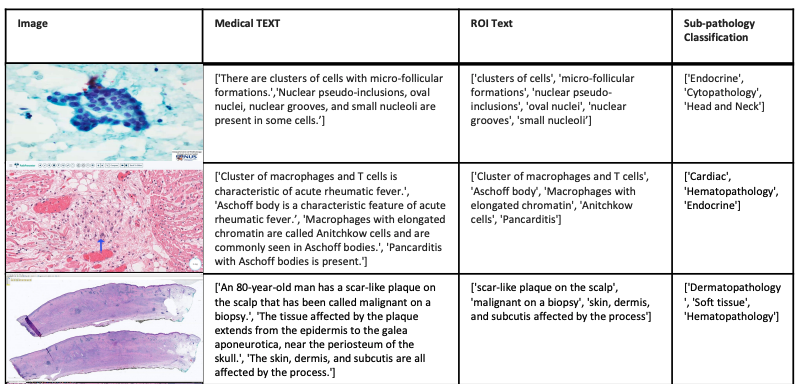 Image
Medical TEXT
ROI Text
Sub-pathology
Classification
['There are clusters of cells with micro-follicular
formations.','Nuclear pseudo-inclusions, oval
nuclei, nuclear grooves, and small nucleoli are
present in some cells.']
['clusters of cells', 'micro-follicular
formations', 'nuclear pseudo-
inclusions', 'oval nuclei', 'nuclear
grooves', 'small nucleoli']
['Endocrine',
'Cytopathology',
'Head and Neck']
NUS
['Cluster of macrophages and T cells is
characteristic of acute rheumatic fever.',
'Aschoff body is a characteristic feature of acute
rheumatic fever.', 'Macrophages with elongated
chromatin are called Anitchkow cells and are
commonly seen in Aschoff bodies.', 'Pancarditis
with Aschoff bodies is present.']
['Cluster of macrophages and T cells',
'Aschoff body', 'Macrophages with
elongated chromatin', 'Anitchkow
cells', 'Pancarditis']
['Cardiac',
'Hematopathology',
'Endocrine']
['An 80-year-old man has a scar-like plaque on
the scalp that has been called malignant on a
biopsy.', 'The tissue affected by the plaque
extends from the epidermis to the galea
aponeurotica, near the periosteum of the
skull.', 'The skin, dermis, and subcutis are all
affected by the process.']
['scar-like plaque on the scalp',
'malignant on a biopsy', 'skin, dermis,
and subcutis affected by the process']
['Dermatopathology
', 'Soft tissue',
'Hematopathology']